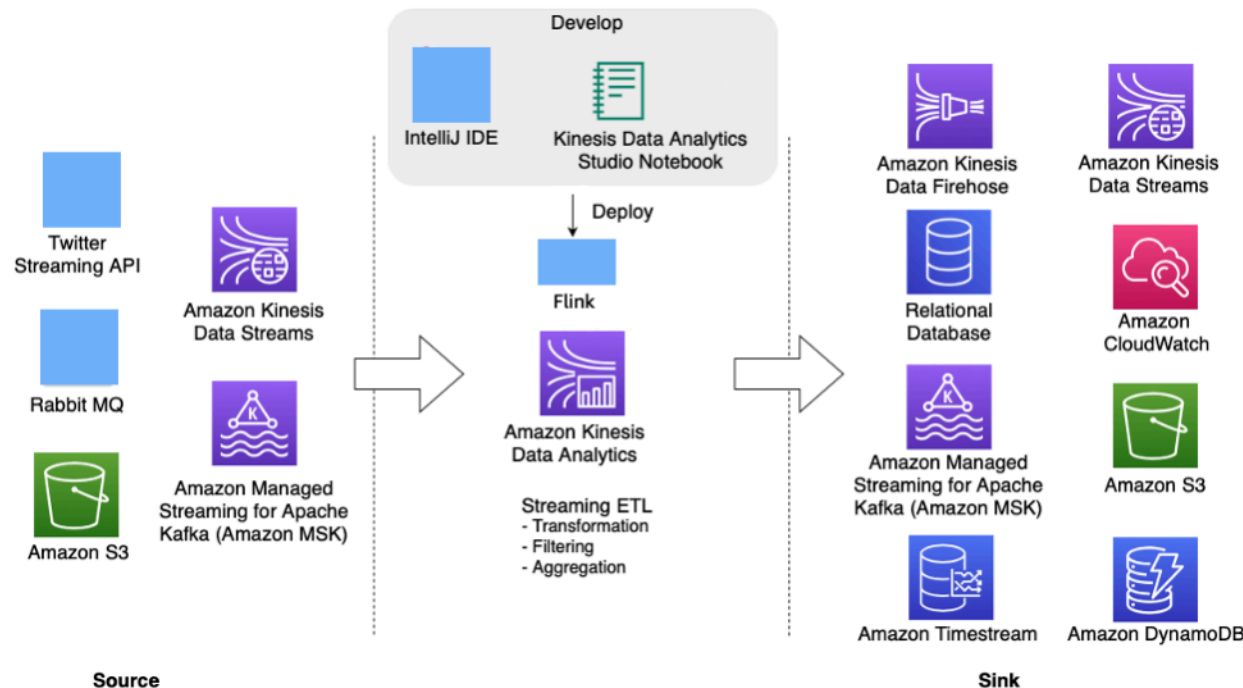 Develop
IntelliJ IDE
Kinesis Data Analytics
Studio Notebook
Deploy
Flink
Amazon Kinesis
Data Analytics
Streaming ETL
- Transformation
- Filtering
- Aggregation
Twitter
Streaming API
Amazon Kinesis
Data Streams
Rabbit MQ
K
Amazon Managed
Streaming for Apache
Kafka (Amazon MSK)
Amazon S3
Source
Amazon Kinesis
Data Firehose
Amazon Kinesis
Data Streams
Relational
Database
Amazon
CloudWatch
K
Amazon Managed
Streaming for Apache
Kafka (Amazon MSK)
Amazon S3
Amazon Timestream
Amazon DynamoDB
Sink